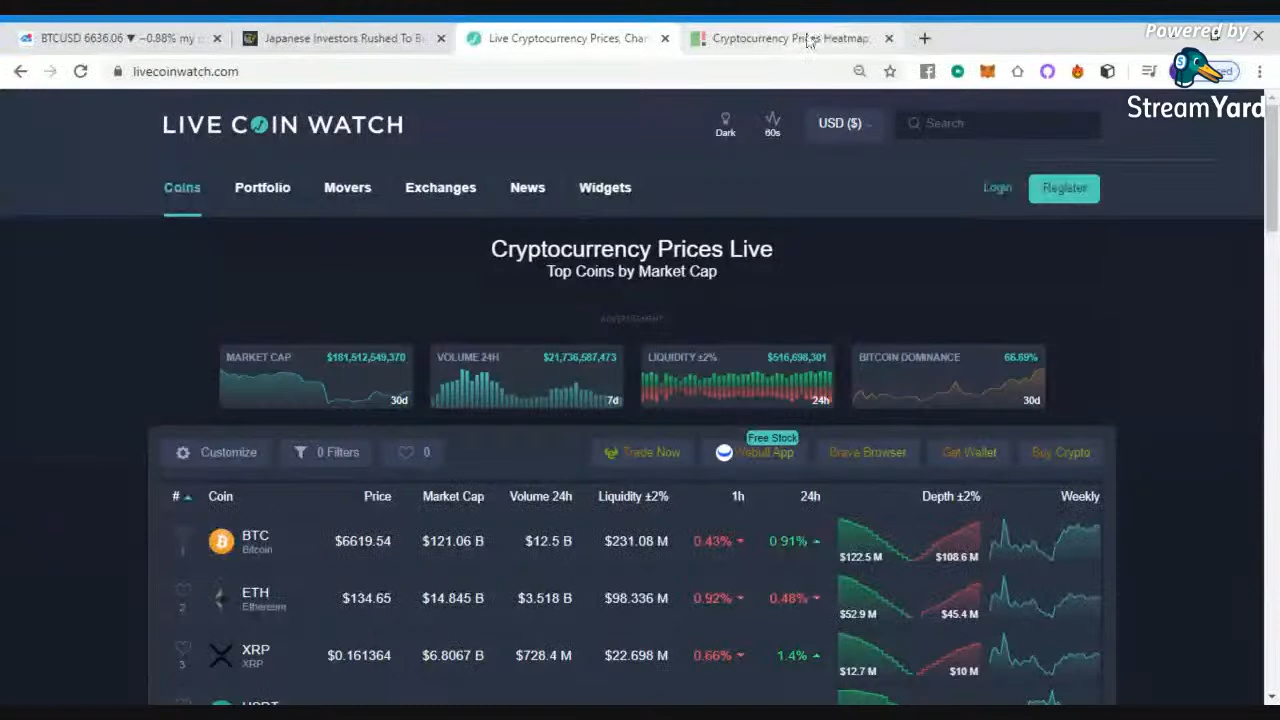 BTCUSD 6636.06 ▼ −0.88% my
Japanese Investors Rushed To B
Live Cryptocurrency Prices, Char
Cryptocurrency Prices Heatmap,
Powered by
StreamYard
livecoinwatch.com
LIVE COIN WATCH
Dark
60s
USD ($)
Search
Coins
Portfolio
Movers
Exchanges
News
Widgets
Login
Register
Cryptocurrency Prices Live
Top Coins by Market Cap
ADVERTISEMENT
MARKET CAP $181,512,549,370
30d
VOLUME 24H $21,736,587,473
7d
LIQUIDITY ±2% $516,698,301
24h
BITCOIN DOMINANCE 66.69%
30d
Customize
0 Filters
0
Trade Now
Free Stock
Webull App
Brave Browser
Get Wallet
Buy Crypto
# Coin Price Market Cap Volume 24h Liquidity ±2% 1h 24h Depth ±2% Weekly
1 BTC Bitcoin $6619.54 $121.06 B $12.5 B $231.08 M 0.43% 0.91% $122.5 M $108.6 M
2 ETH Ethereum $134.65 $14.845 B $3.518 B $98.336 M 0.92% 0.48% $52.9 M $45.4 M
3 XRP XRP $0.161364 $6.8067 B $728.4 M $22.698 M 0.66% 1.4% $12.7 M $10 M